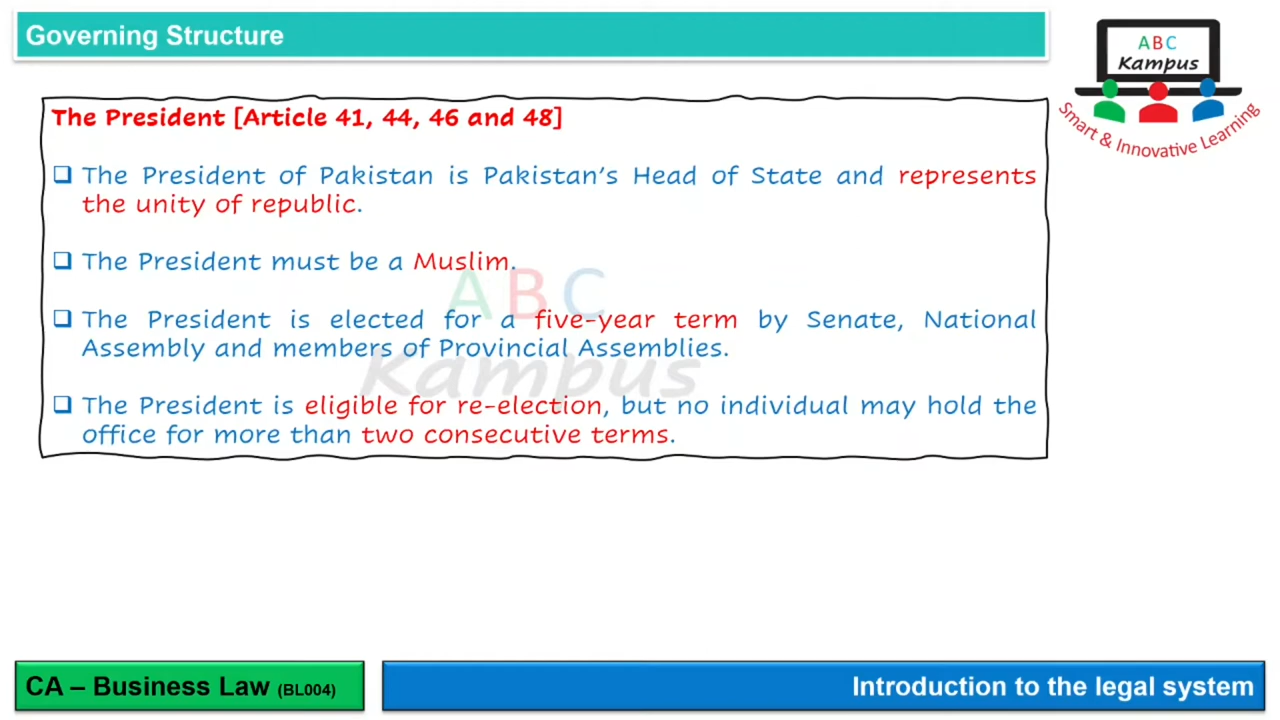 Governing Structure
ABC
Kampus
Smart & Innovative Learning
The President [Article 41, 44, 46 and 48]
The President of Pakistan is Pakistan's Head of State and represents
the unity of republic.
The President must be a Muslim.
The President is elected for a five-year term by Senate, National
Assembly and members of Provincial Assemblies.
The President is eligible for re-election, but no individual may hold the
office for more than two consecutive terms.
ABC
Kampus
CA – Business Law (BL004)
Introduction to the legal system